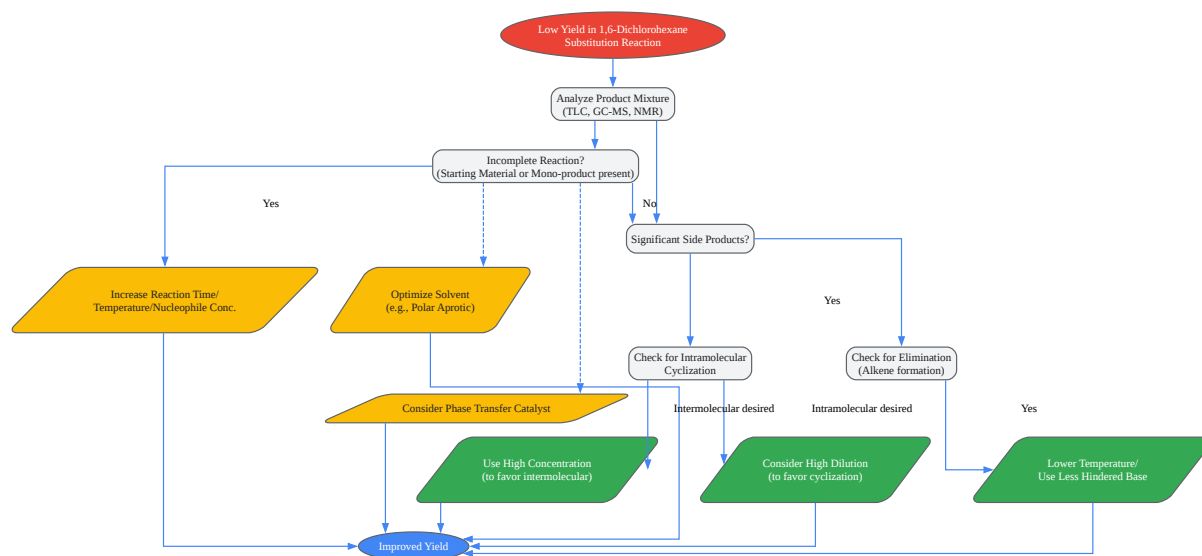 Low Yield in 1,6-Dichlorohexane
Substitution Reaction
Analyze Product Mixture
(TLC, GC-MS, NMR)
Incomplete Reaction?
(Starting Material or Mono-product present)
Yes
No
Significant Side Products?
Increase Reaction Time/
Temperature/Nucleophile Conc.
Optimize Solvent
(e.g., Polar Aprotic)
Yes
Check for Intramolecular
Cyclization
Check for Elimination
(Alkene formation)
Consider Phase Transfer Catalyst
Intermolecular desired
Intramolecular desired
Yes
Use High Concentration
(to favor intermolecular)
Consider High Dilution
(to favor cyclization)
Lower Temperature/
Use Less Hindered Base
Improved Yield